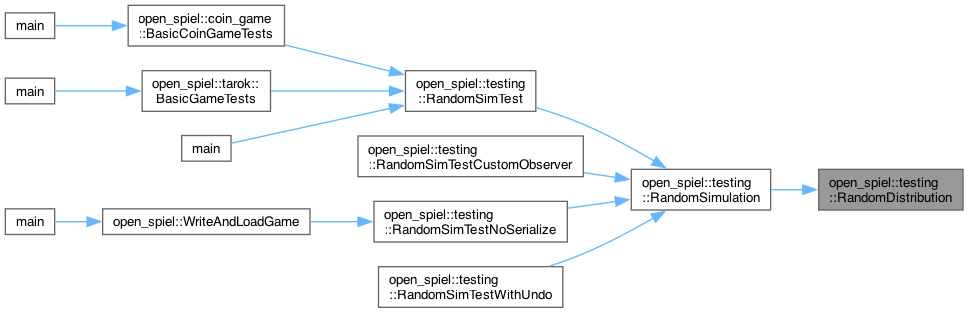 main
open_spiel::coin_game
::BasicCoinGameTests
main
open_spiel::tarok::
BasicGameTests
open_spiel::testing
::RandomSimTest
main
open_spiel::testing
::RandomSimTestCustomObserver
open_spiel::testing
::RandomSimulation
open_spiel::testing
::RandomDistribution
main
open_spiel::WriteAndLoadGame
open_spiel::testing
::RandomSimTestNoSerialize
open_spiel::testing
::RandomSimTestWithUndo